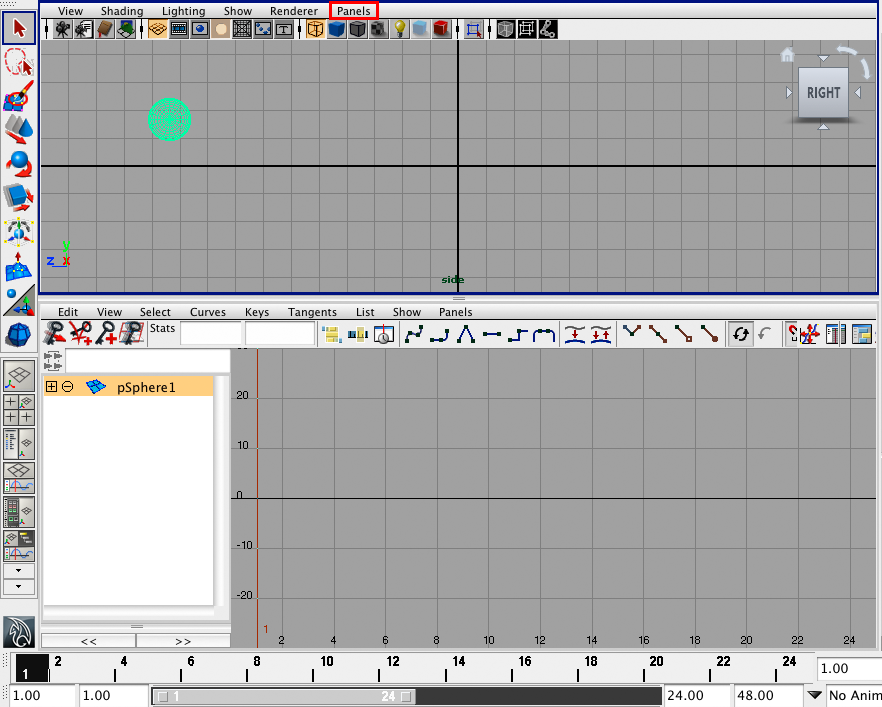 View Shading Lighting Show Renderer Panels
RIGHT
y
z x
side
Edit View Select Curves Keys Tangents List Show Panels
Stats
pSphere1
20
10
0
-10
-20
1
2 4 6 8 10 12 14 16 18 20 22 24
<< >>
1 2 4 6 8 10 12 14 16 18 20 22 24 1.00
1.00 1.00 1 24 24.00 48.00 No Anim